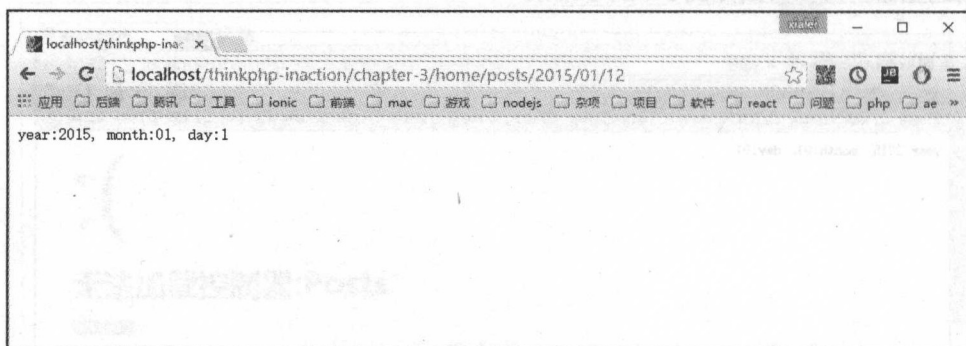 xialei
localhost/thinkphp-inac
localhost/thinkphp-inaction/chapter-3/home/posts/2015/01/12
应用 后端 腾讯 工具 ionic 前端 mac 游戏 nodejs 杂项 项目 软件 react 问题 php ae »
year:2015, month:01, day:1